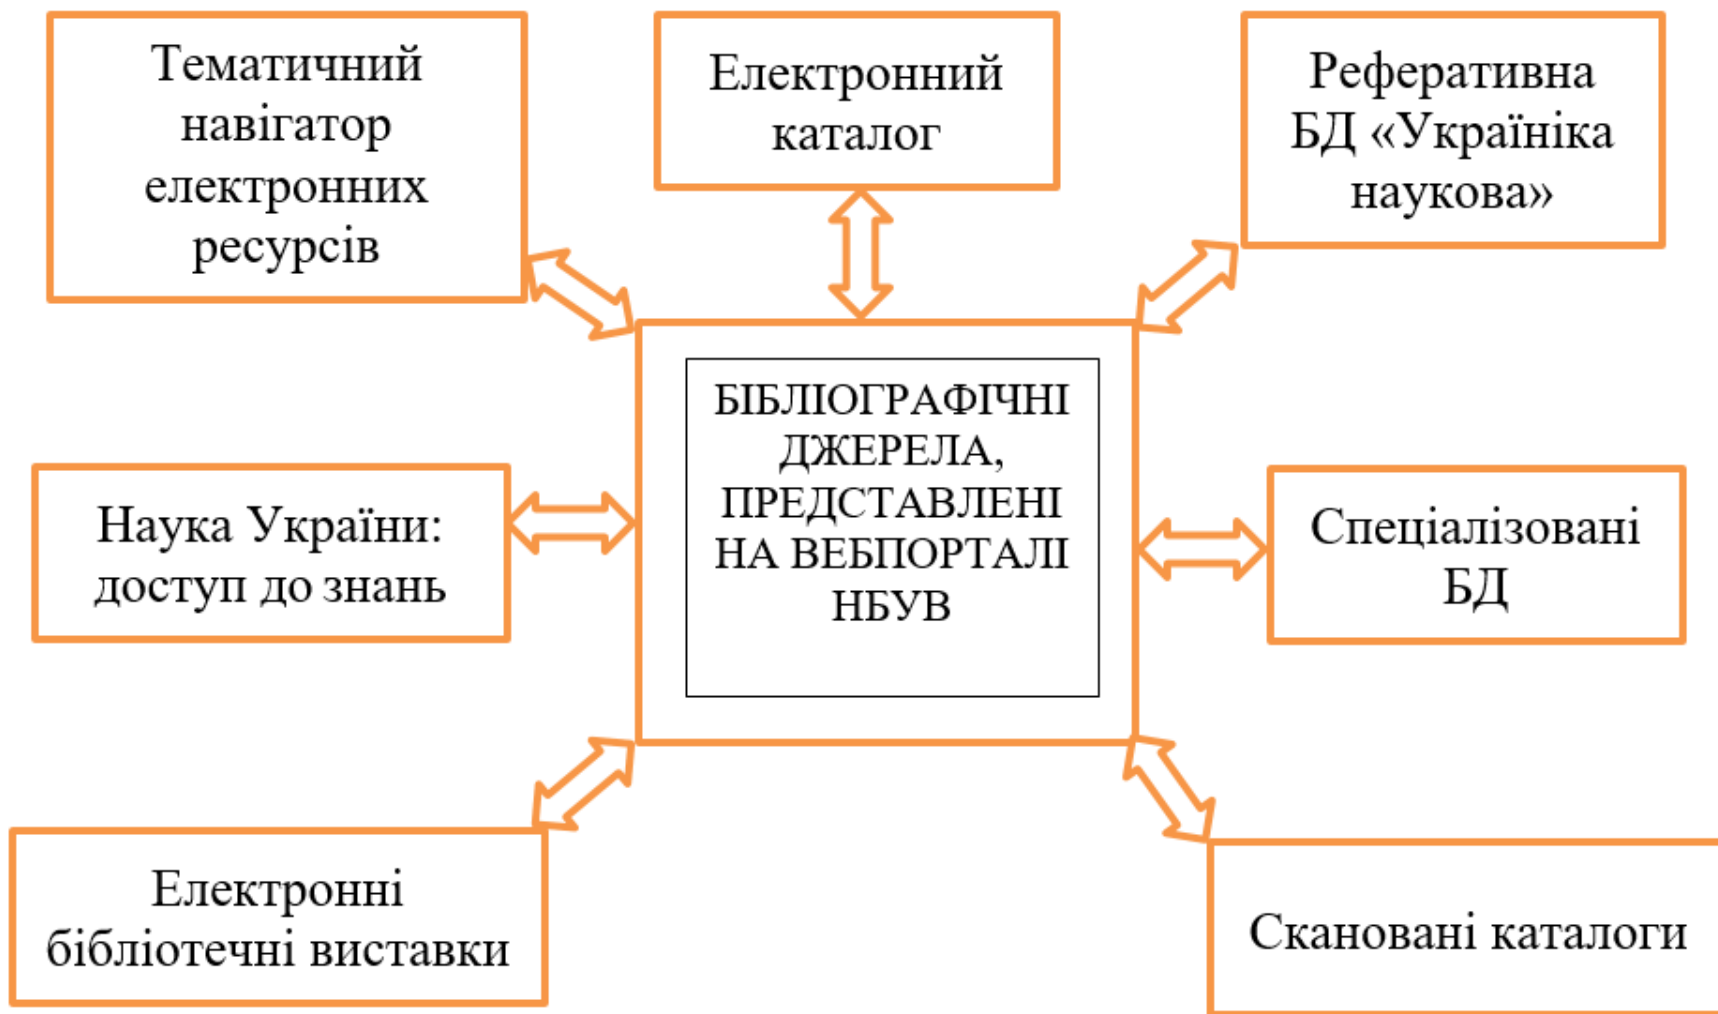 Тематичний
навігатор
електронних
ресурсів
Електронний
каталог
Реферативна
БД «Україніка
наукова»
БІБЛІОГРАФІЧНІ
ДЖЕРЕЛА,
ПРЕДСТАВЛЕНІ
НА ВЕБПОРТАЛІ
НБУВ
Наука України:
доступ до знань
Спеціалізовані
БД
Електронні
бібліотечні виставки
Скановані каталоги